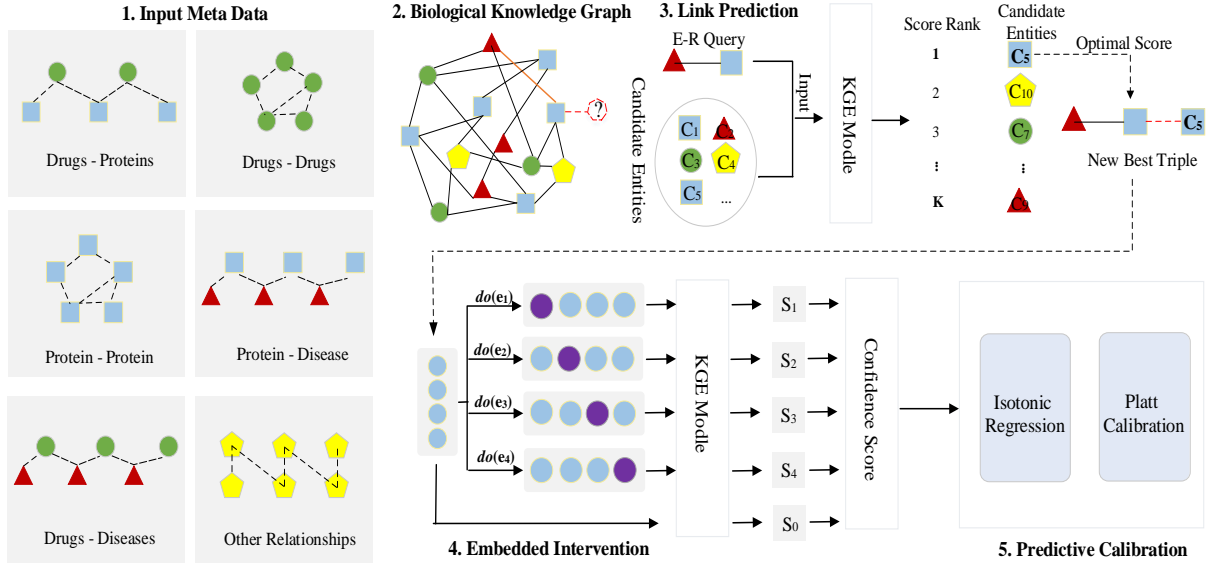 1. Input Meta Data
Drugs - Proteins
Drugs - Drugs
Protein - Protein
Protein - Disease
Drugs - Diseases
Other Relationships
2. Biological Knowledge Graph
?
3. Link Prediction
E-R Query
Candidate Entities
C1
C2
C3
C4
C5
...
Input
KGE Modle
Score Rank
1
2
3
⋮
K
Candidate
Entities
C5
C10
C7
⋮
C9
Optimal Score
C5
New Best Triple
do(e1)
do(e2)
do(e3)
do(e4)
KGE Modle
S1
S2
S3
S4
S0
Confidence Score
4. Embedded Intervention
Isotonic
Regression
Platt
Calibration
5. Predictive Calibration